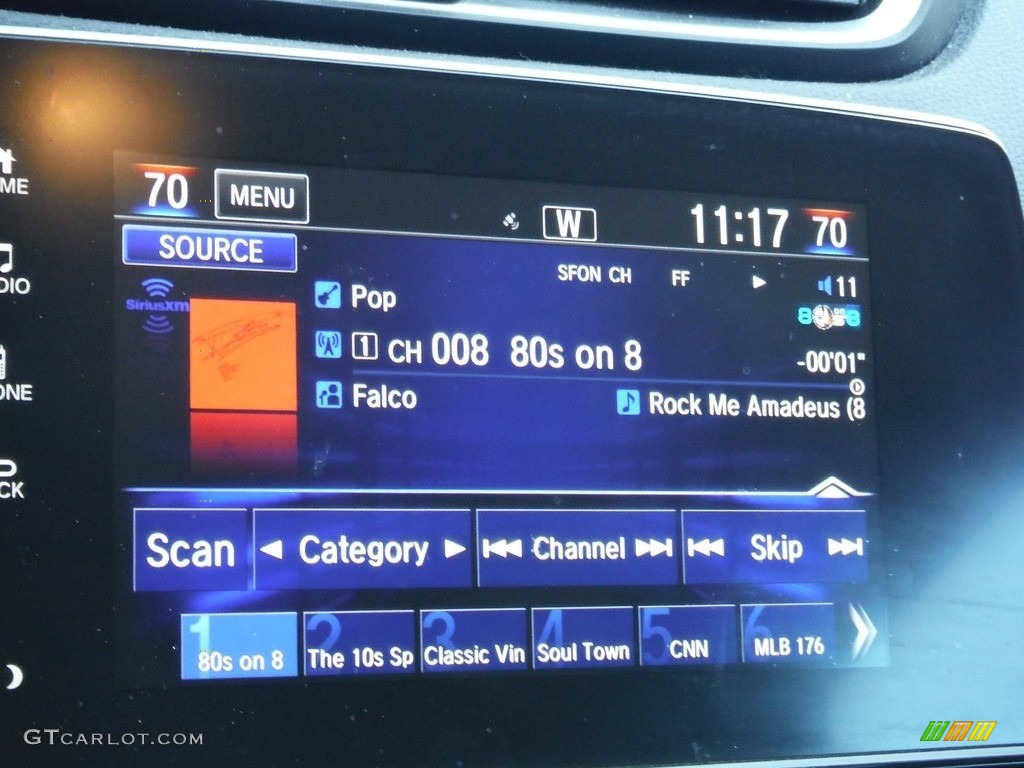 70 MENU W 11:17 70
SOURCE
SFON CH FF 11
SiriusXM
Pop
1 CH 008 80s on 8 -00'01"
Falco Rock Me Amadeus (8
Scan Category Channel Skip
1 80s on 8 2 The 10s Sp 3 Classic Vin 4 Soul Town 5 CNN 6 MLB 176
ME
DIO
ONE
CK
GTCARLOT.COM